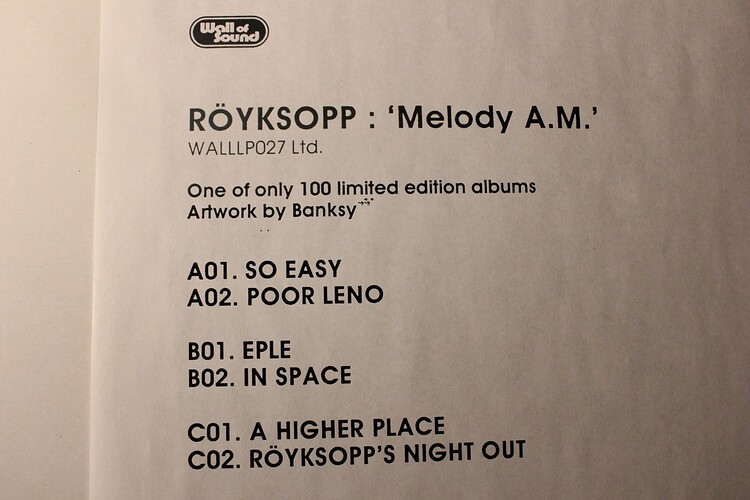 Wall of
Sound
RÖYKSOPP : ‘Melody A.M.’
WALLLP027 Ltd.
One of only 100 limited edition albums
Artwork by Banksy
A01. SO EASY
A02. POOR LENO
B01. EPLE
B02. IN SPACE
C01. A HIGHER PLACE
C02. RÖYKSOPP’S NIGHT OUT